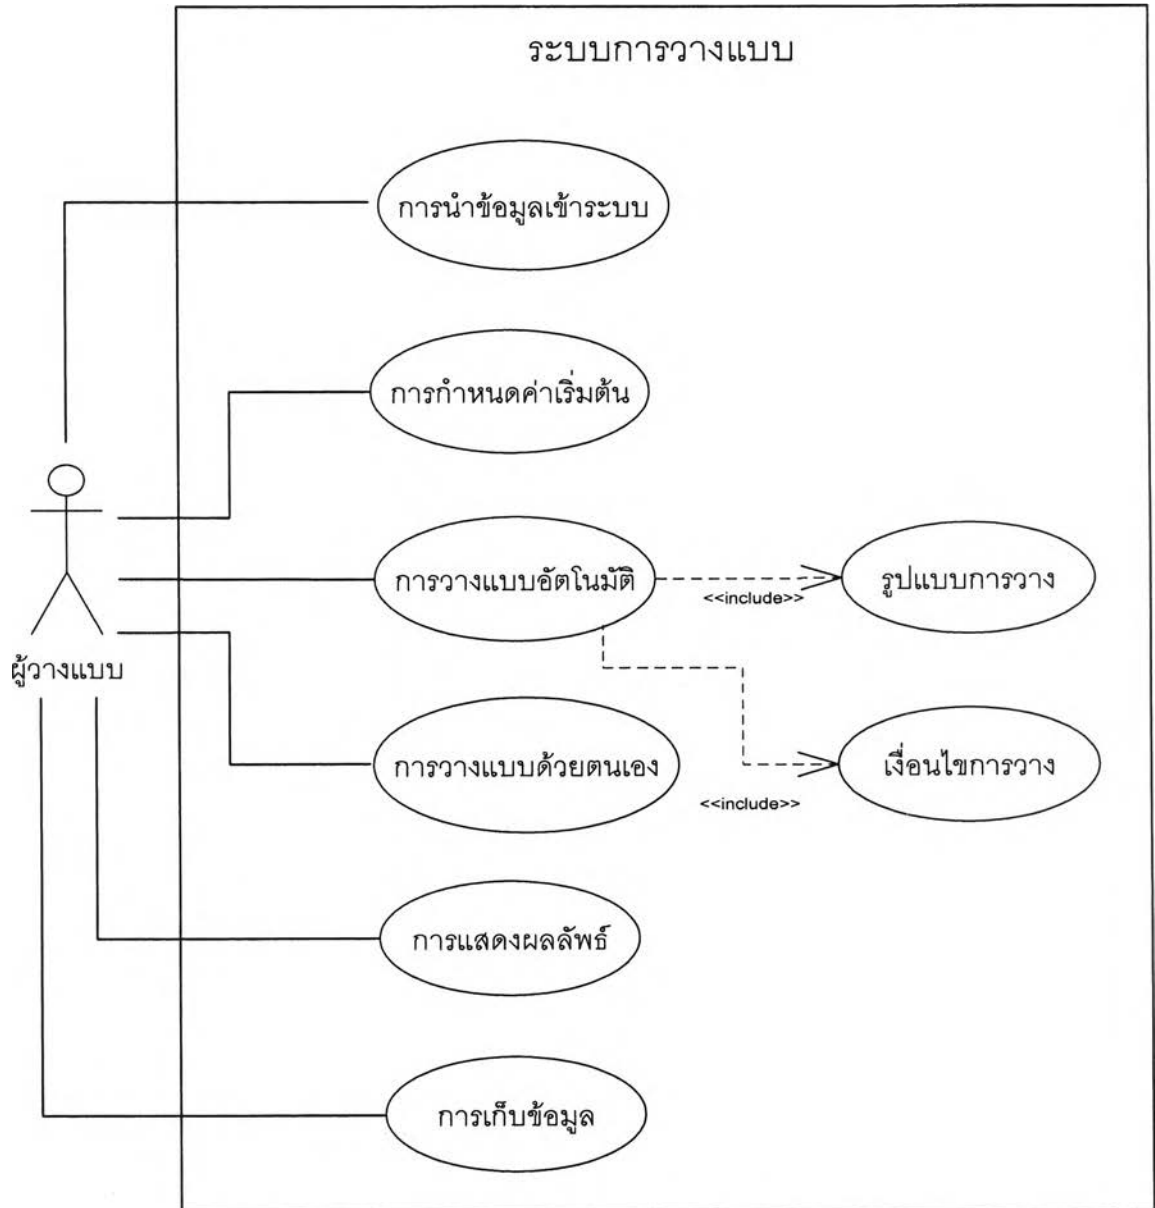 ระบบการวางแบบ
การนำข้อมูลเข้าระบบ
การกำหนดค่าเริ่มต้น
การวางแบบอัตโนมัติ
<<include>>
รูปแบบการวาง
ผู้วางแบบ
การวางแบบด้วยตนเอง
<<include>>
เงื่อนไขการวาง
การแสดงผลลัพธ์
การเก็บข้อมูล